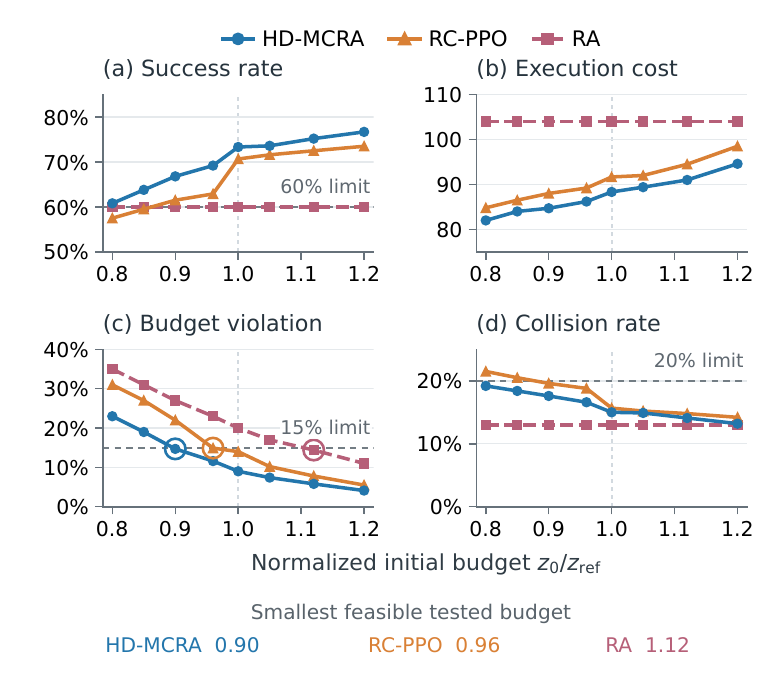 HD-MCRA RC-PPO RA
(a) Success rate
80%
70%
60%
50%
60% limit
0.8 0.9 1.0 1.1 1.2
(b) Execution cost
110
100
90
80
0.8 0.9 1.0 1.1 1.2
(c) Budget violation
40%
30%
20%
10%
0%
15% limit
0.8 0.9 1.0 1.1 1.2
(d) Collision rate
20%
10%
0%
20% limit
0.8 0.9 1.0 1.1 1.2
Normalized initial budget z₀/z_ref
Smallest feasible tested budget
HD-MCRA 0.90 RC-PPO 0.96 RA 1.12